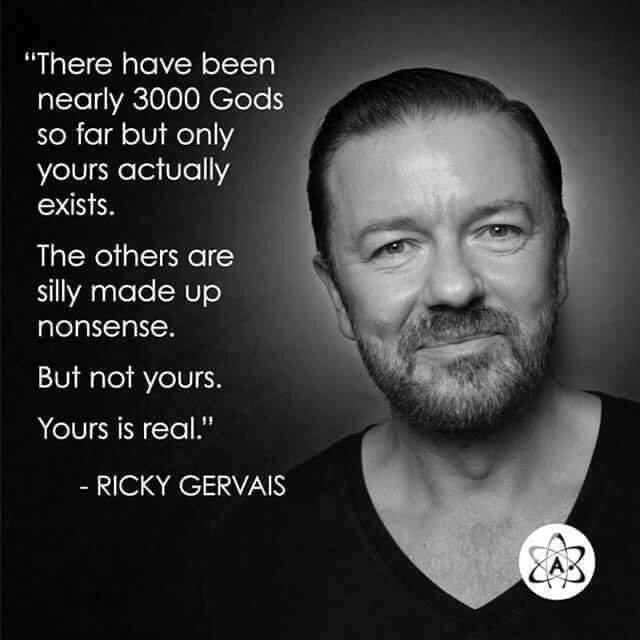 “There have been
nearly 3000 Gods
so far but only
yours actually
exists.
The others are
silly made up
nonsense.
But not yours.
Yours is real.”
- RICKY GERVAIS
A